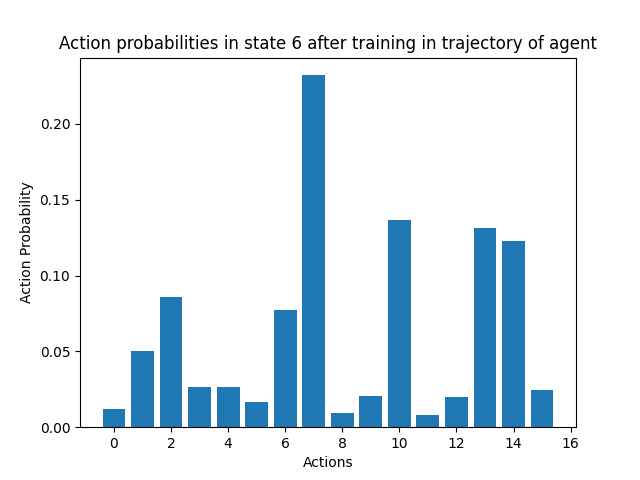 Action probabilities in state 6 after training in trajectory of agent
Action Probability
0.20
0.15
0.10
0.05
0.00
0 2 4 6 8 10 12 14 16
Actions